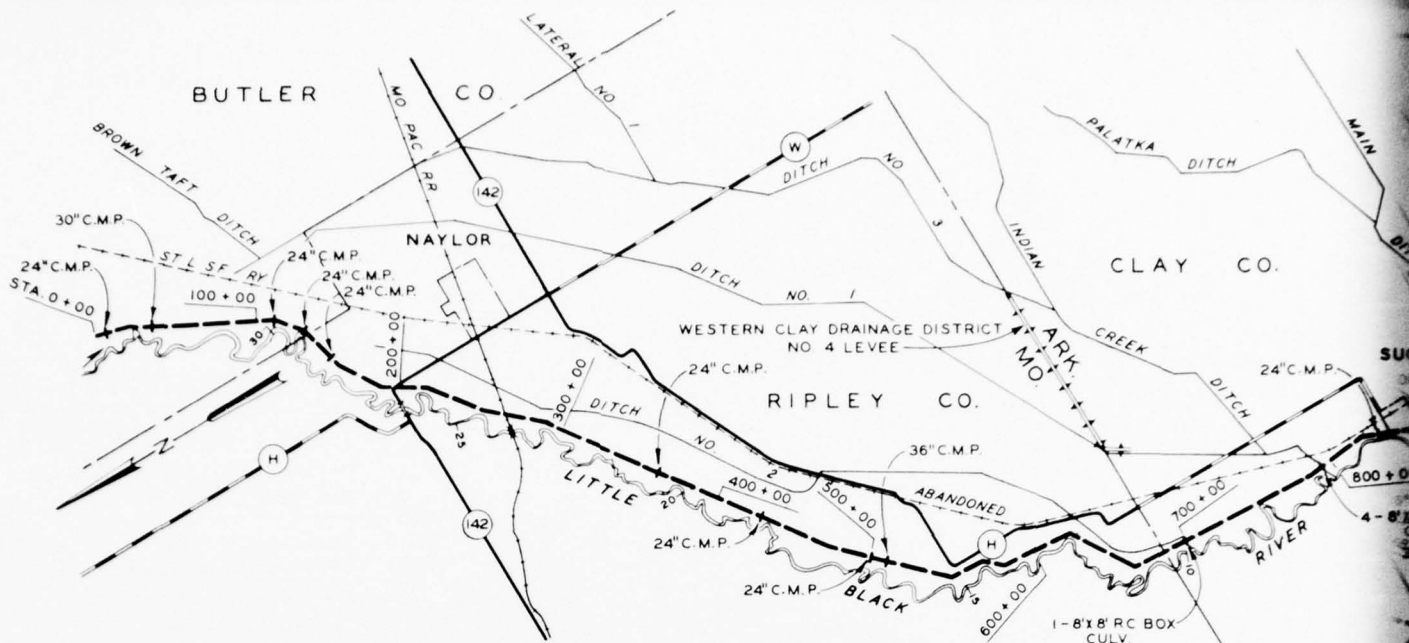 BUTLER CO.
LATERAL NO. 1
BROWN TAFT DITCH
MO PAC RR
142
W
DITCH NO. 3
PALATKA DITCH
MAIN
INDIAN CREEK DITCH
CLAY CO.
30" C.M.P.
24" C.M.P.
STA. 0+00
ST L SF RY
100+00
24" C.M.P.
24" C.M.P.
24" C.M.P.
NAYLOR
DITCH NO. 1
200+00
WESTERN CLAY DRAINAGE DISTRICT
NO. 4 LEVEE
ARK.
MO.
30
N
H
25
142
300+00
24" C.M.P.
RIPLEY CO.
DITCH NO. 2
LITTLE BLACK RIVER
20
400+00
24" C.M.P.
500+00
36" C.M.P.
24" C.M.P.
ABANDONED
H
15
600+00
700+00
10
1-8'X8' RC BOX
CULV.
24" C.M.P.
800+0